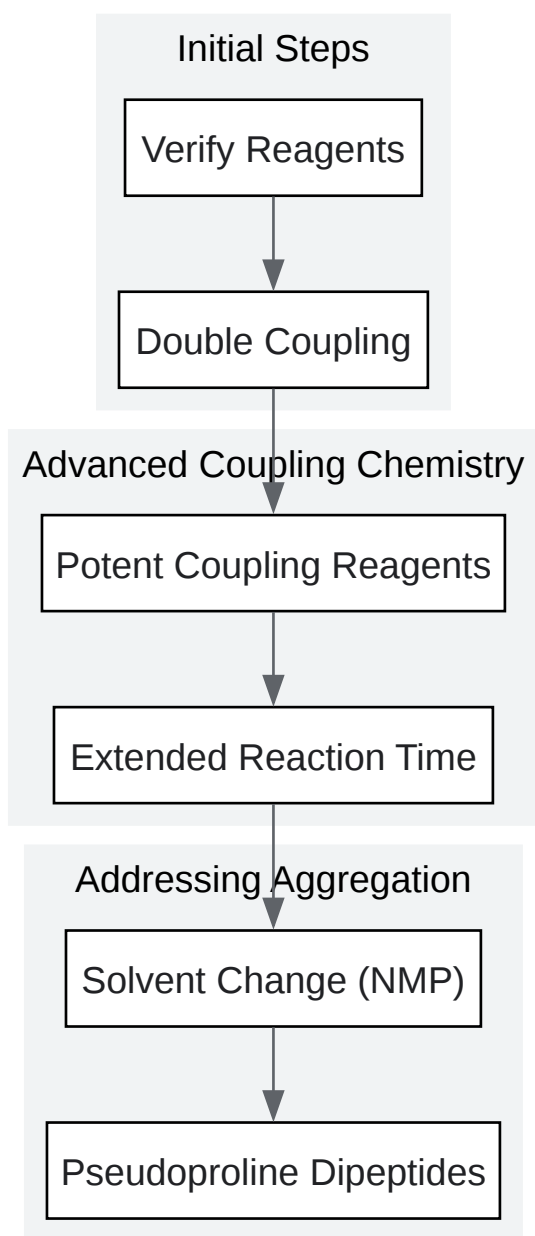 Initial Steps
Verify Reagents
Double Coupling
Advanced Coupling Chemistry
Potent Coupling Reagents
Extended Reaction Time
Addressing Aggregation
Solvent Change (NMP)
Pseudoproline Dipeptides